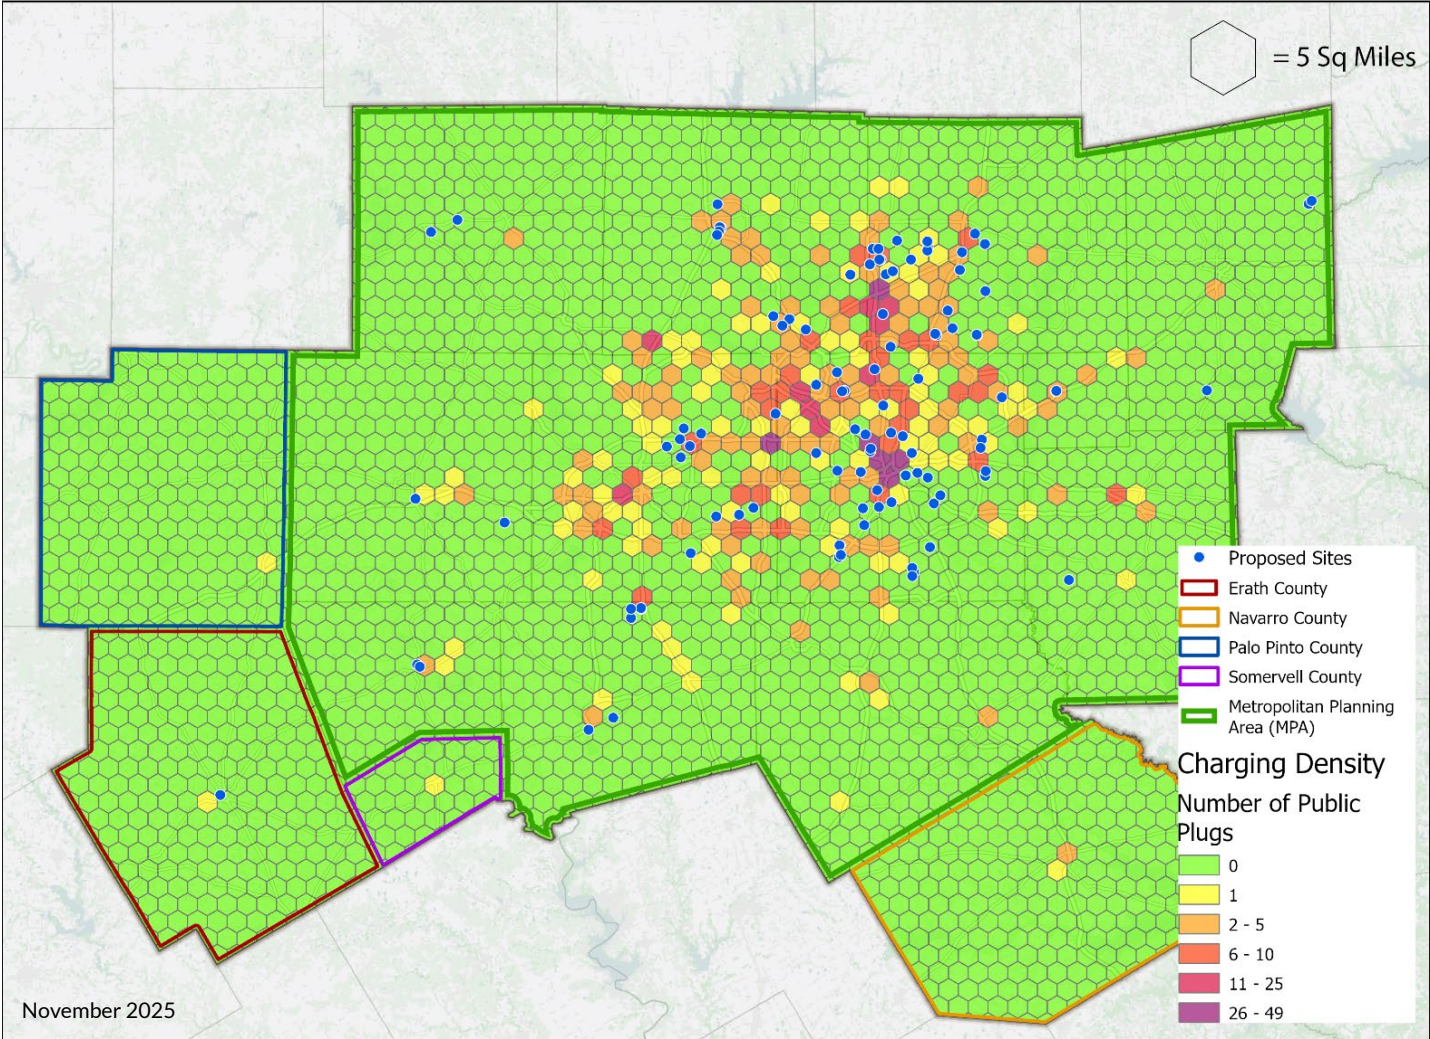 = 5 Sq Miles
Proposed Sites
Erath County
Navarro County
Palo Pinto County
Somervell County
Metropolitan Planning
Area (MPA)
Charging Density
Number of Public
Plugs
0
1
2 - 5
6 - 10
11 - 25
26 - 49
November 2025